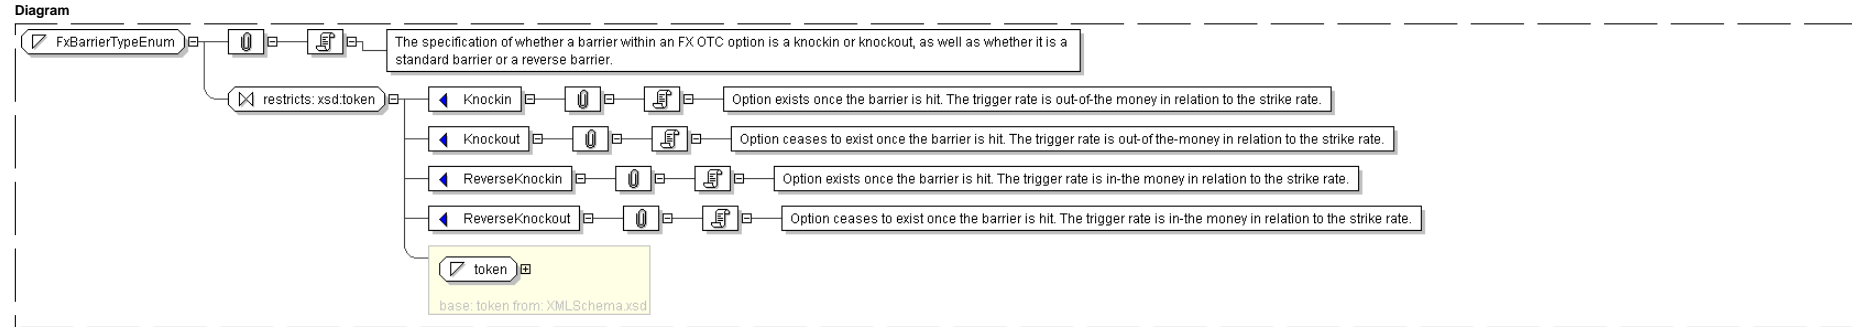 Diagram
FxBarrierTypeEnum
The specification of whether a barrier within an FX OTC option is a knockin or knockout, as well as whether it is a
standard barrier or a reverse barrier.
restricts: xsd:token
Knockin
Option exists once the barrier is hit. The trigger rate is out-of-the money in relation to the strike rate.
Knockout
Option ceases to exist once the barrier is hit. The trigger rate is out-of the-money in relation to the strike rate.
ReverseKnockin
Option exists once the barrier is hit. The trigger rate is in-the money in relation to the strike rate.
ReverseKnockout
Option ceases to exist once the barrier is hit. The trigger rate is in-the money in relation to the strike rate.
token
base: token from: XMLSchema.xsd